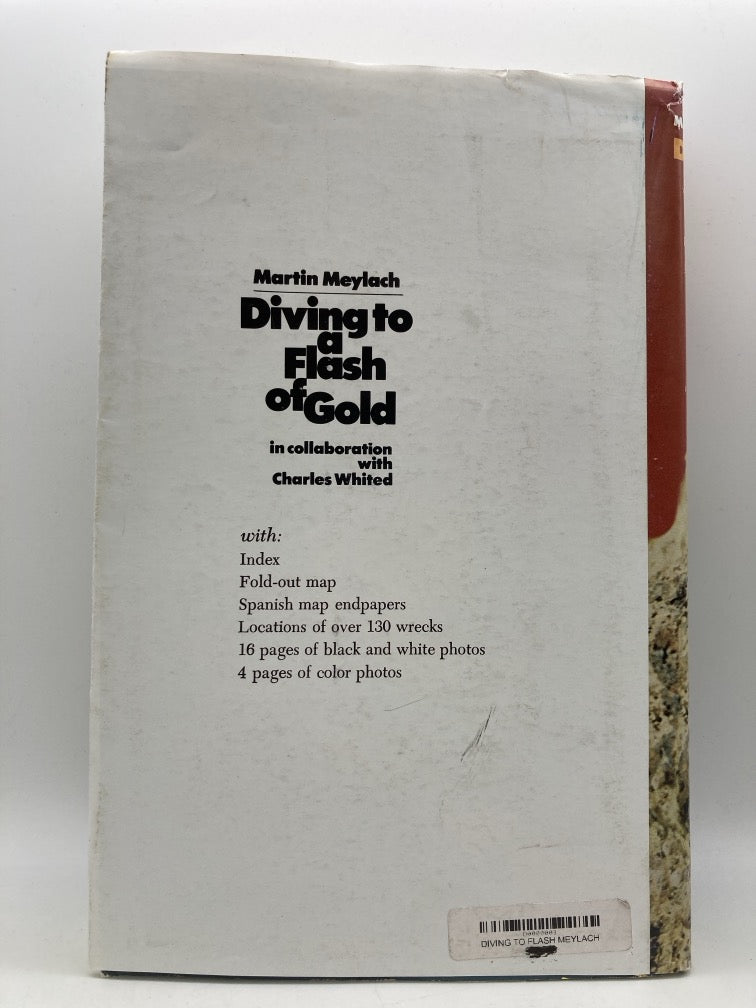 Martin Meylach
Diving to
a
Flash
of Gold
in collaboration
with
Charles Whited
with:
Index
Fold-out map
Spanish map endpapers
Locations of over 130 wrecks
16 pages of black and white photos
4 pages of color photos
DIVING TO FLASH MEYLACH
M
D